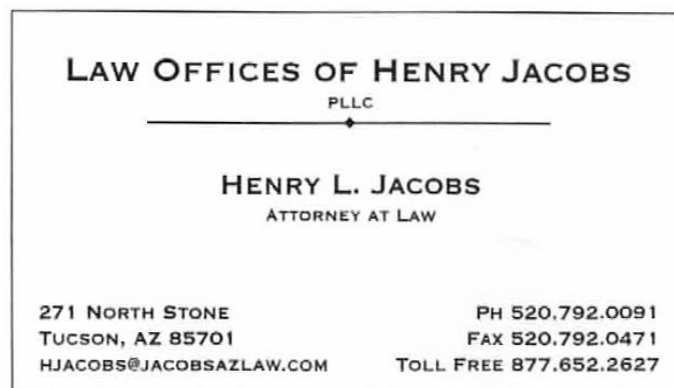 LAW OFFICES OF HENRY JACOBS
PLLC
HENRY L. JACOBS
ATTORNEY AT LAW
271 NORTH STONE
TUCSON, AZ 85701
HJACOBS@JACOBSAZLAW.COM
PH 520.792.0091
FAX 520.792.0471
TOLL FREE 877.652.2627